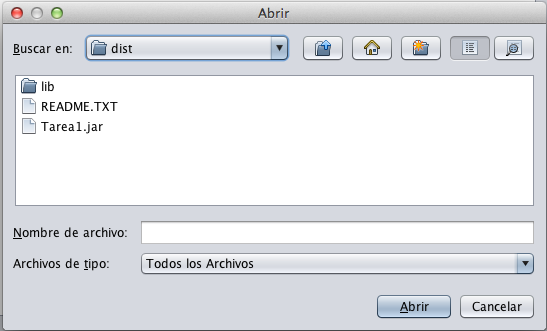 Abrir
Buscar en: dist
lib
README.TXT
Tarea1.jar
Nombre de archivo:
Archivos de tipo: Todos los Archivos
Abrir Cancelar